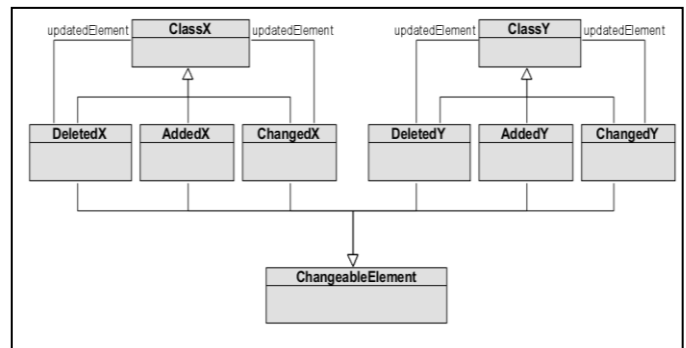 updatedElement ClassX updatedElement updatedElement ClassY updatedElement
DeletedX AddedX ChangedX DeletedY AddedY ChangedY
ChangeableElement